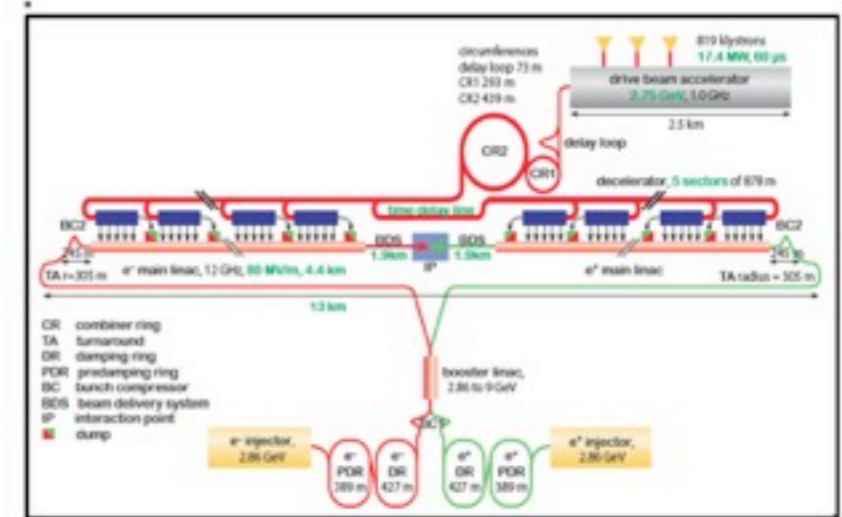 819 klystrons
17.4 MW, 60 µs
circumferences
delay loop 73 m
CR1 293 m
CR2 439 m
drive beam accelerator
2.75 GeV, 1.0 GHz
2.5 km
delay loop
CR2
CR1
decelerator, 5 sectors of 878 m
time delay line
BC2
BC2
BDS
1.9km
BDS
1.9km
IP
245 m
245 m
TA r=305 m
e⁻ main linac, 12 GHz, 80 MV/m, 4.4 km
e⁺ main linac
TA radius = 305 m
13 km
CR combiner ring
TA turnaround
DR damping ring
PDR predamping ring
BC bunch compressor
BDS beam delivery system
IP interaction point
dump
booster linac,
2.86 to 9 GeV
BC1
e⁻ injector,
2.86 GeV
e⁻
PDR
389 m
e⁻
DR
427 m
e⁺
DR
427 m
e⁺
PDR
389 m
e⁺ injector,
2.86 GeV